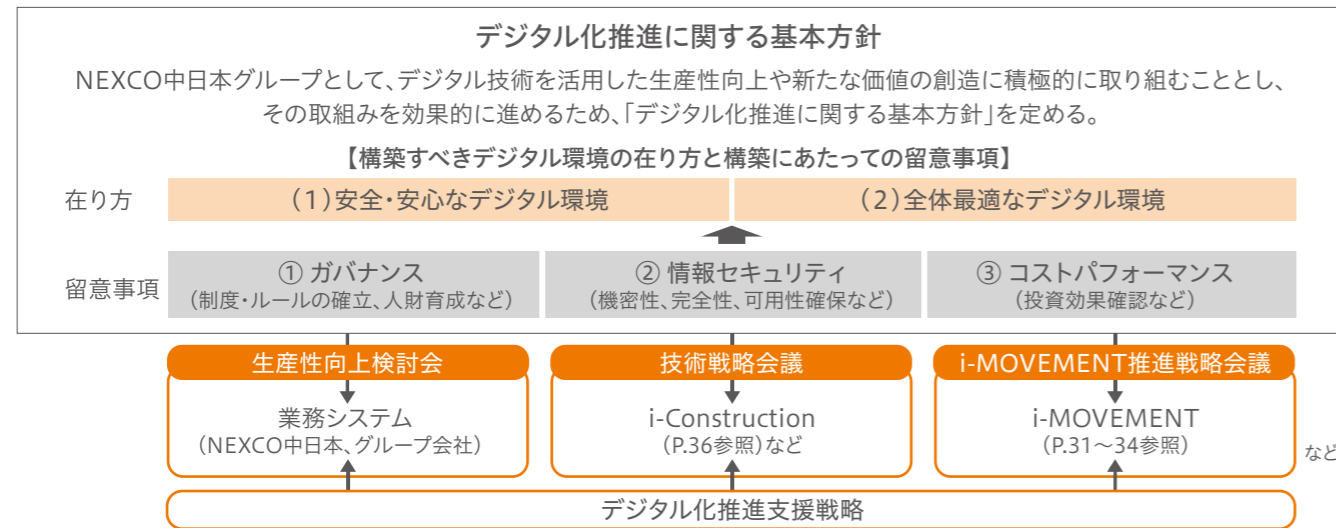 デジタル化推進に関する基本方針
NEXCO中日本グループとして、デジタル技術を活用した生産性向上や新たな価値の創造に積極的に取り組むこととし、
その取組みを効果的に進めるため、「デジタル化推進に関する基本方針」を定める。
【構築すべきデジタル環境の在り方と構築にあたっての留意事項】
在り方
(1)安全・安心なデジタル環境
(2)全体最適なデジタル環境
留意事項
① ガバナンス
(制度・ルールの確立、人財育成など)
② 情報セキュリティ
(機密性、完全性、可用性確保など)
③ コストパフォーマンス
(投資効果確認など)
生産性向上検討会
業務システム
(NEXCO中日本、グループ会社)
技術戦略会議
i-Construction
(P.36参照)など
i-MOVEMENT推進戦略会議
i-MOVEMENT
(P.31〜34参照)
など
デジタル化推進支援戦略